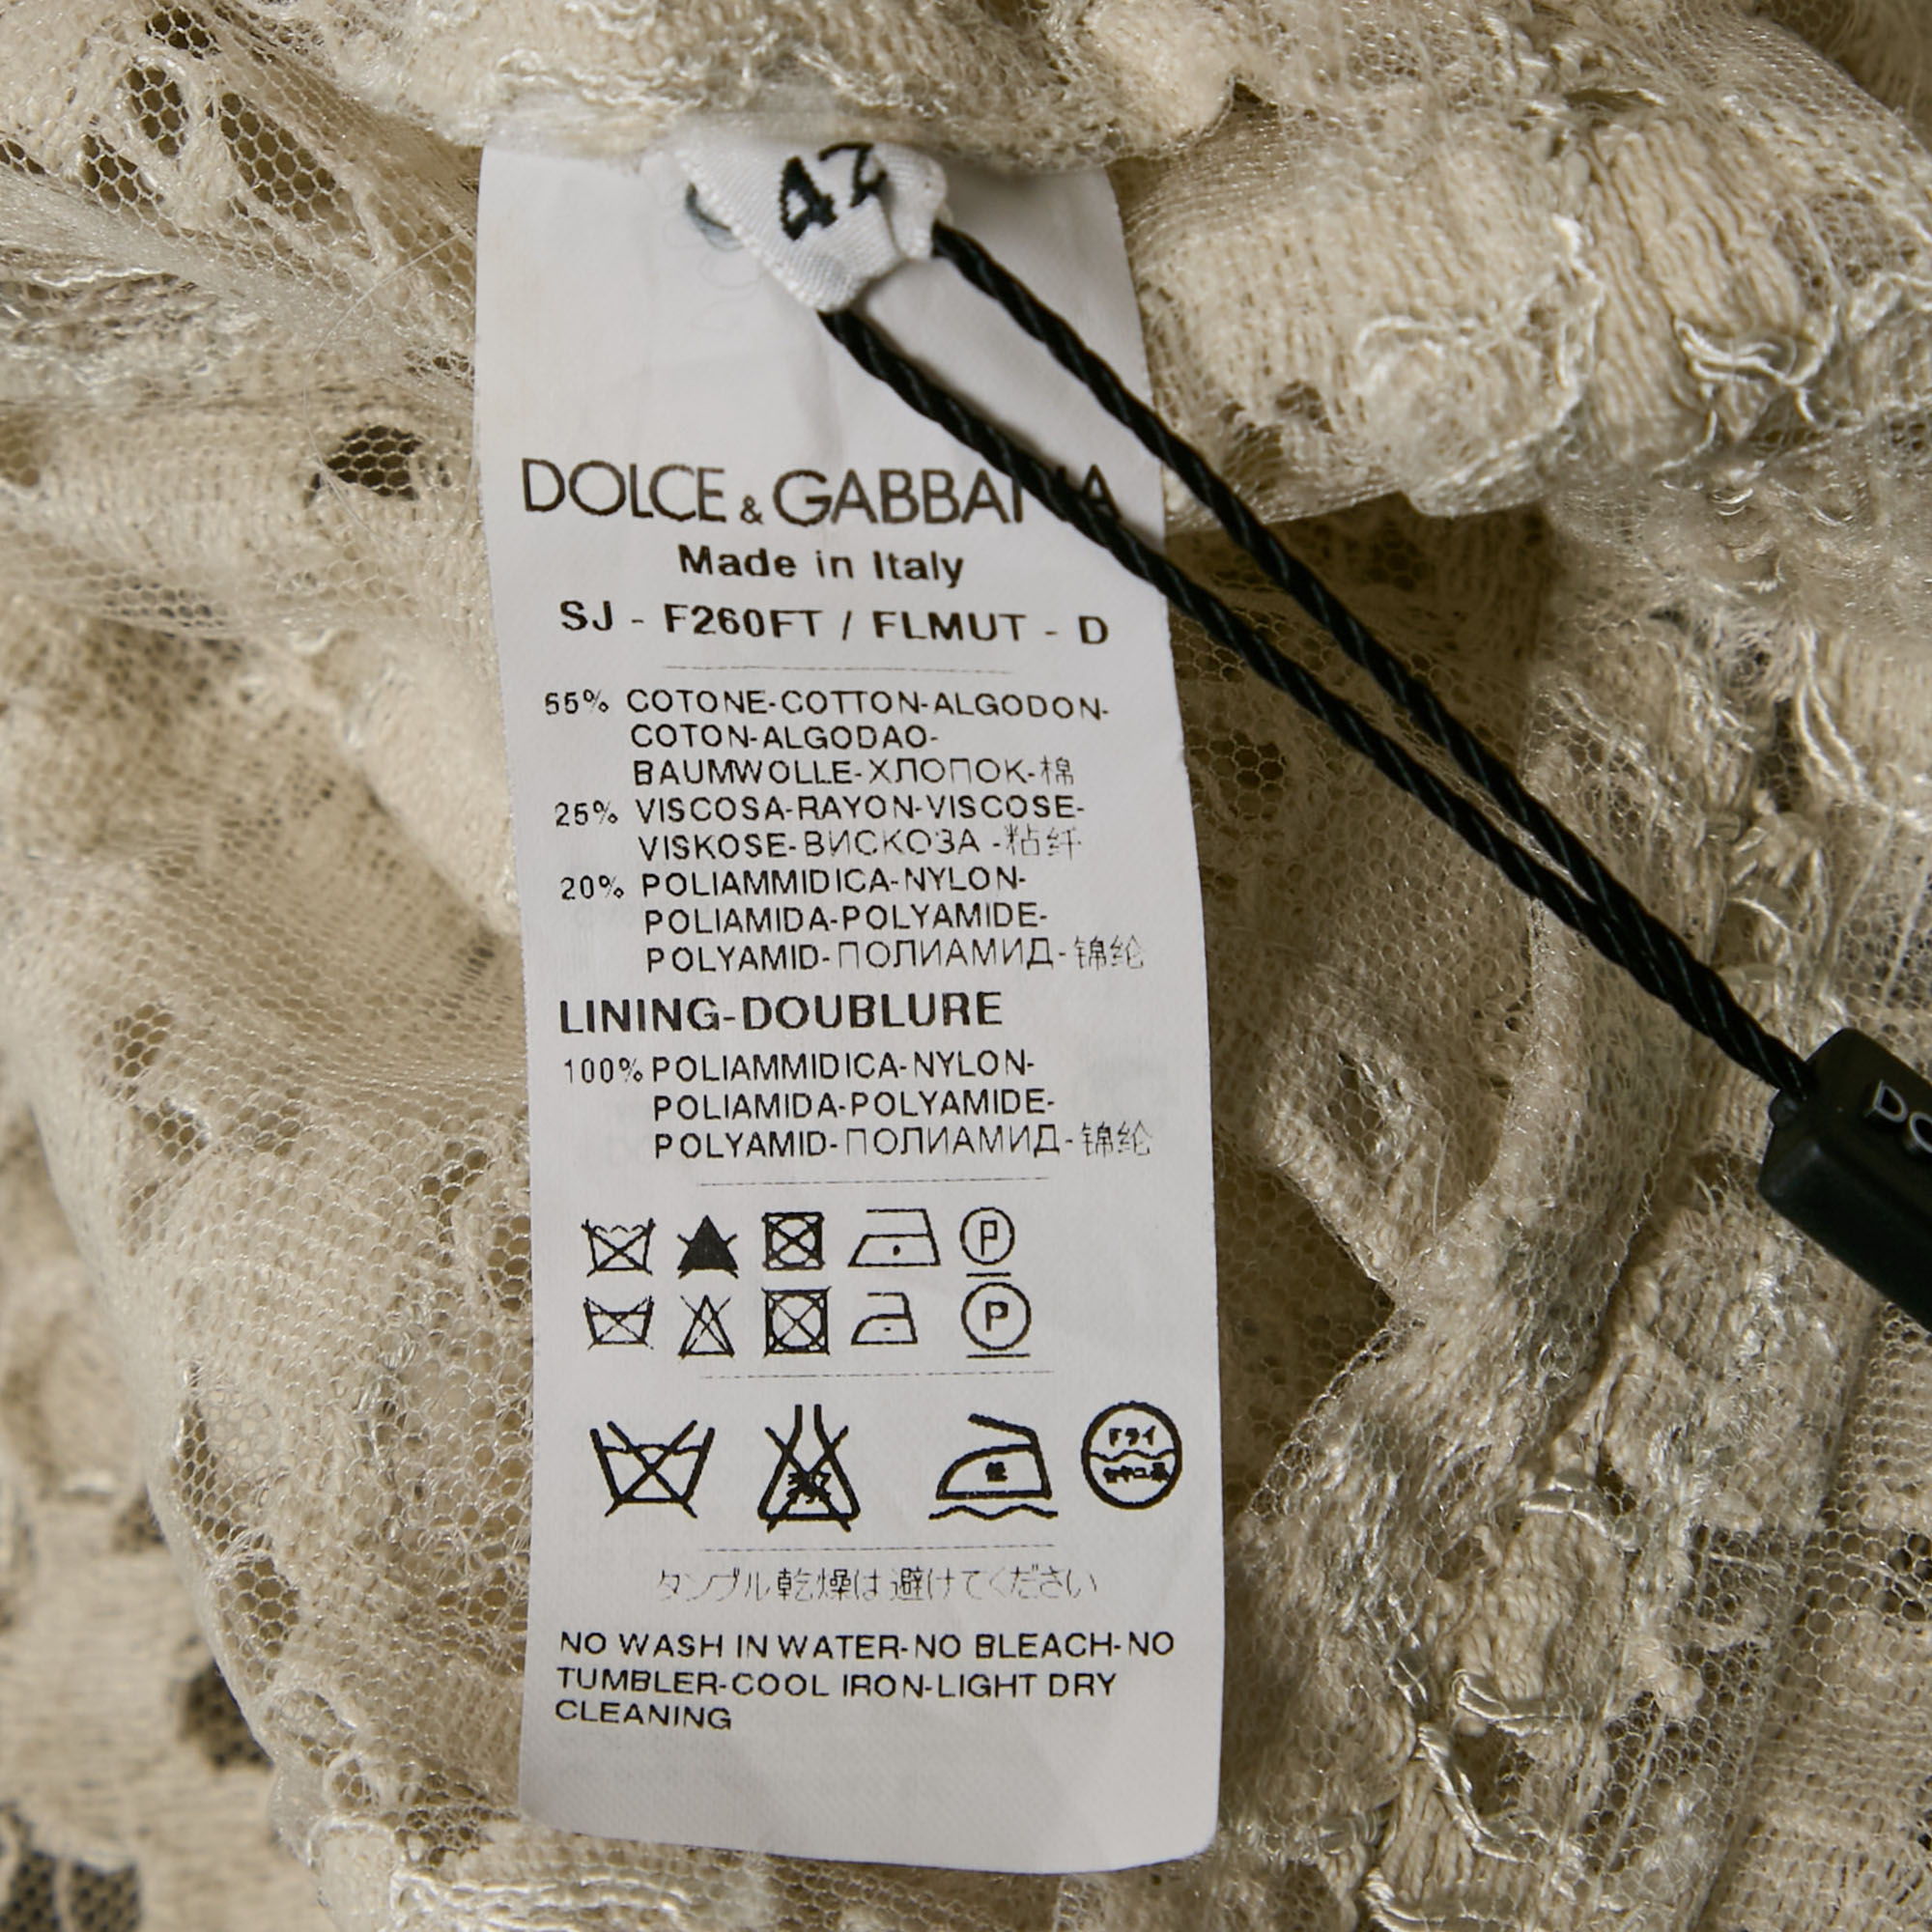 42
DOLCE & GABBANA
Made in Italy
SJ - F260FT / FLMUT - D
55% COTONE-COTTON-ALGODON-
COTON-ALGODAO-
BAUMWOLLE-ХЛОПОК-棉
25% VISCOSA-RAYON-VISCOSE-
VISKOSE-ВИСКОЗА -粘纤
20% POLIAMMIDICA-NYLON-
POLIAMIDA-POLYAMIDE-
POLYAMID-ПОЛИАМИД-锦纶
LINING-DOUBLURE
100% POLIAMMIDICA-NYLON-
POLIAMIDA-POLYAMIDE-
POLYAMID-ПОЛИАМИД-锦纶
P
P
ドライ
タンブル乾燥は避けてください
NO WASH IN WATER-NO BLEACH-NO
TUMBLER-COOL IRON-LIGHT DRY
CLEANING